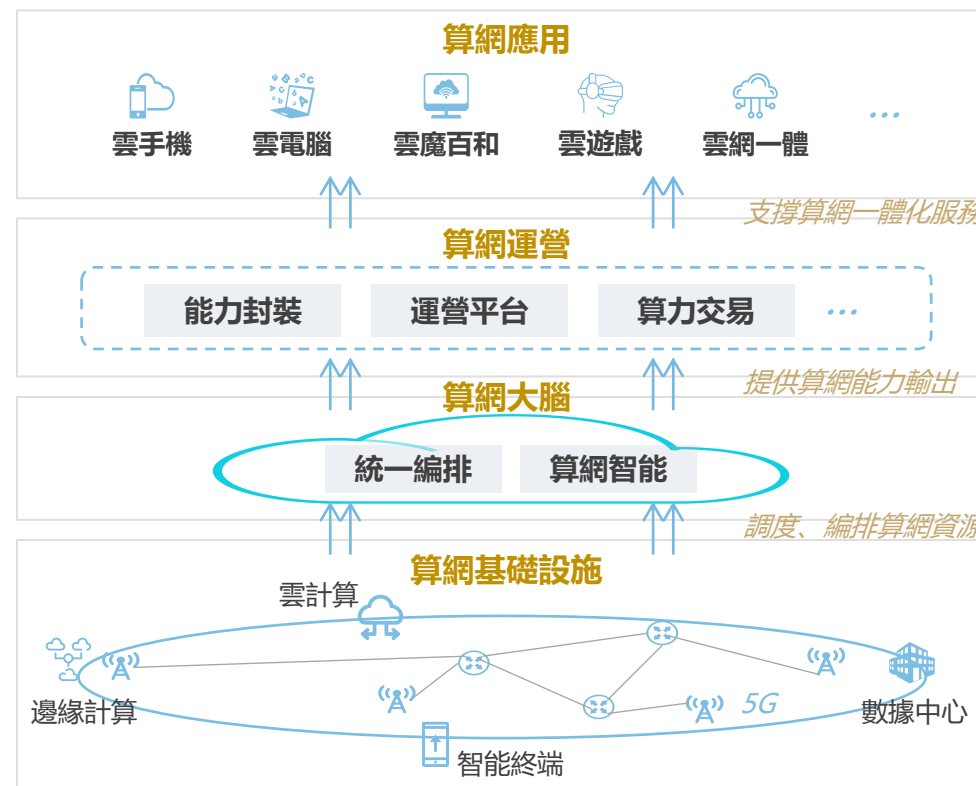 算網應用
雲手機 雲電腦 雲魔百和 雲遊戲 雲網一體 ...
支撐算網一體化服務
算網運營
能力封裝 運營平台 算力交易 ...
提供算網能力輸出
算網大腦
統一編排 算網智能
調度、編排算網資源
算網基礎設施
雲計算
5G
邊緣計算 數據中心
智能終端